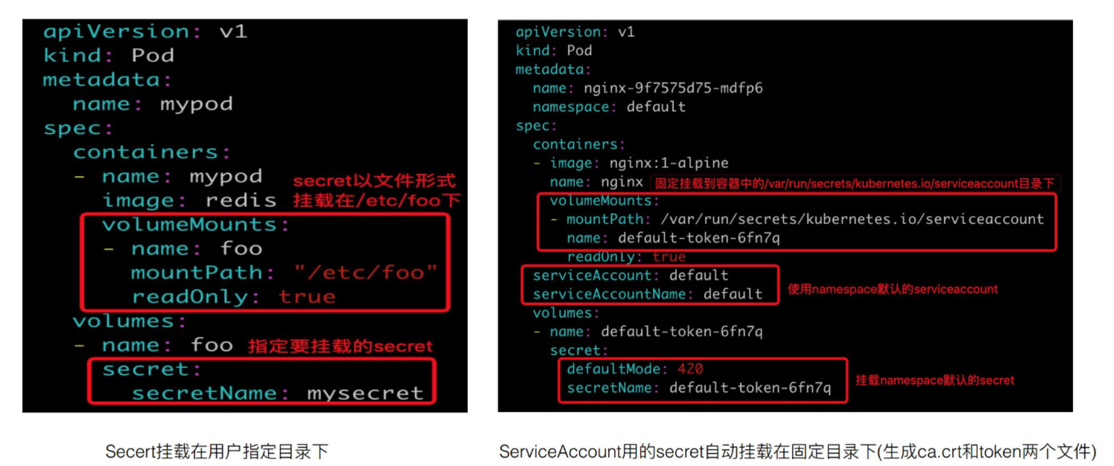 apiVersion: v1
kind: Pod
metadata:
  name: mypod
spec:
  containers:
  - name: mypod
    image: redis
secret以文件形式
挂载在/etc/foo下
    volumeMounts:
    - name: foo
      mountPath: "/etc/foo"
      readOnly: true
  volumes:
  - name: foo 指定要挂载的secret
    secret:
      secretName: mysecret
Secert挂载在用户指定目录下
apiVersion: v1
kind: Pod
metadata:
  name: nginx-9f7575d75-mdfp6
  namespace: default
spec:
  containers:
  - image: nginx:1-alpine
    name: nginx 固定挂载到容器中的/var/run/secrets/kubernetes.io/serviceaccount目录下
    volumeMounts:
    - mountPath: /var/run/secrets/kubernetes.io/serviceaccount
      name: default-token-6fn7q
      readOnly: true
  serviceAccount: default
  serviceAccountName: default 使用namespace默认的serviceaccount
  volumes:
  - name: default-token-6fn7q
    secret:
      defaultMode: 420
      secretName: default-token-6fn7q 挂载namespace默认的secret
ServiceAccount用的secret自动挂载在固定目录下(生成ca.crt和token两个文件)